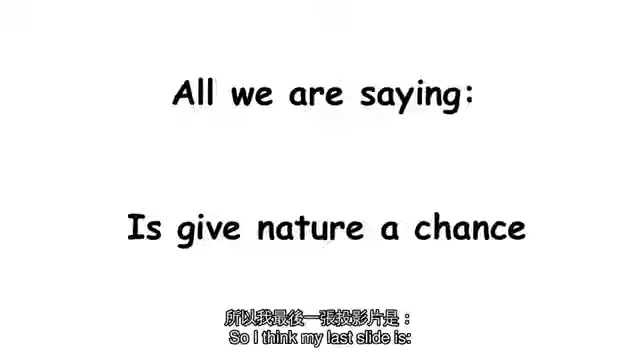 All we are saying:
Is give nature a chance
所以我最後一張投影片是：
So I think my last slide is: